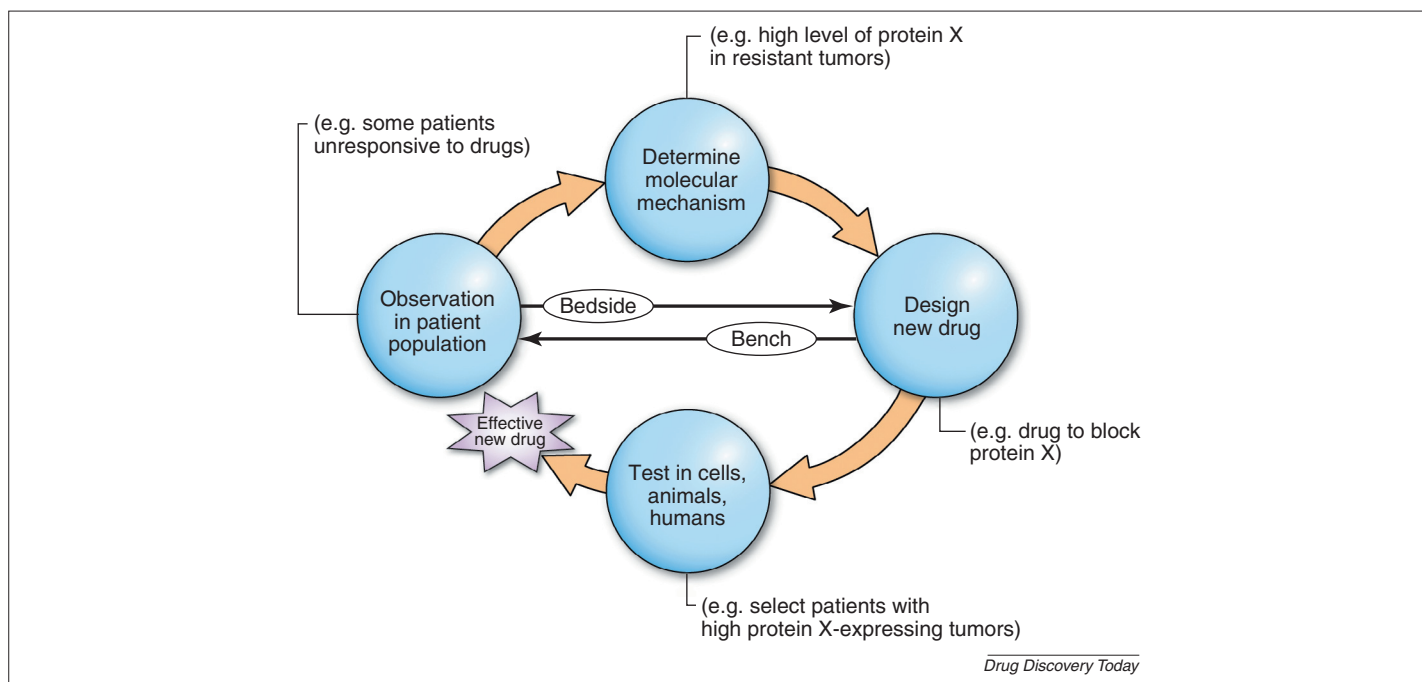 (e.g. high level of protein X
in resistant tumors)
(e.g. some patients
unresponsive to drugs)
Determine
molecular
mechanism
Observation
in patient
population
Bedside
Bench
Design
new drug
Effective
new drug
(e.g. drug to block
protein X)
Test in cells,
animals,
humans
(e.g. select patients with
high protein X-expressing tumors)
Drug Discovery Today